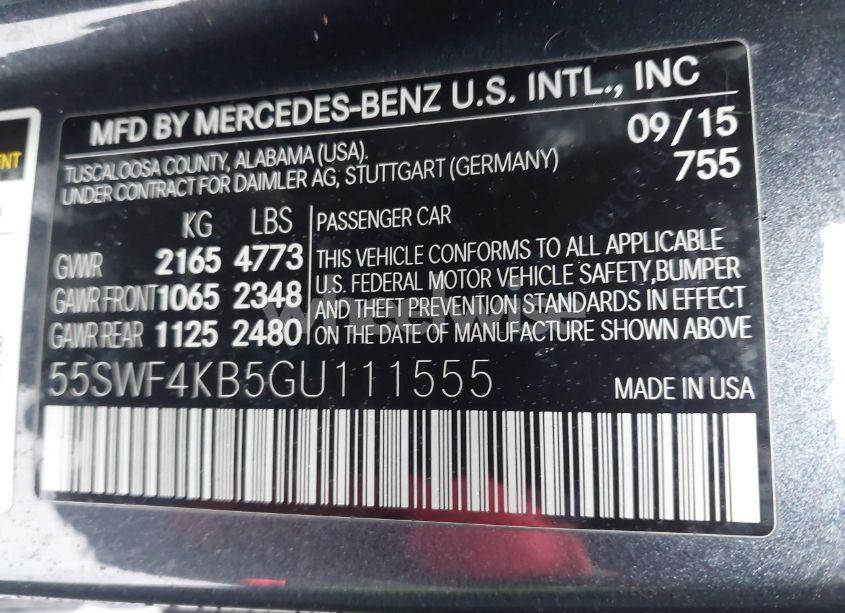 ENT
MFD BY MERCEDES-BENZ U.S. INTL., INC
TUSCALOOSA COUNTY, ALABAMA (USA). 09/15
UNDER CONTRACT FOR DAIMLER AG, STUTTGART (GERMANY) 755
KG LBS PASSENGER CAR
GVWR 2165 4773 THIS VEHICLE CONFORMS TO ALL APPLICABLE
U.S. FEDERAL MOTOR VEHICLE SAFETY,BUMPER
GAWR FRONT 1065 2348 AND THEFT PREVENTION STANDARDS IN EFFECT
GAWR REAR 1125 2480 ON THE DATE OF MANUFACTURE SHOWN ABOVE
55SWF4KB5GU111555 MADE IN USA